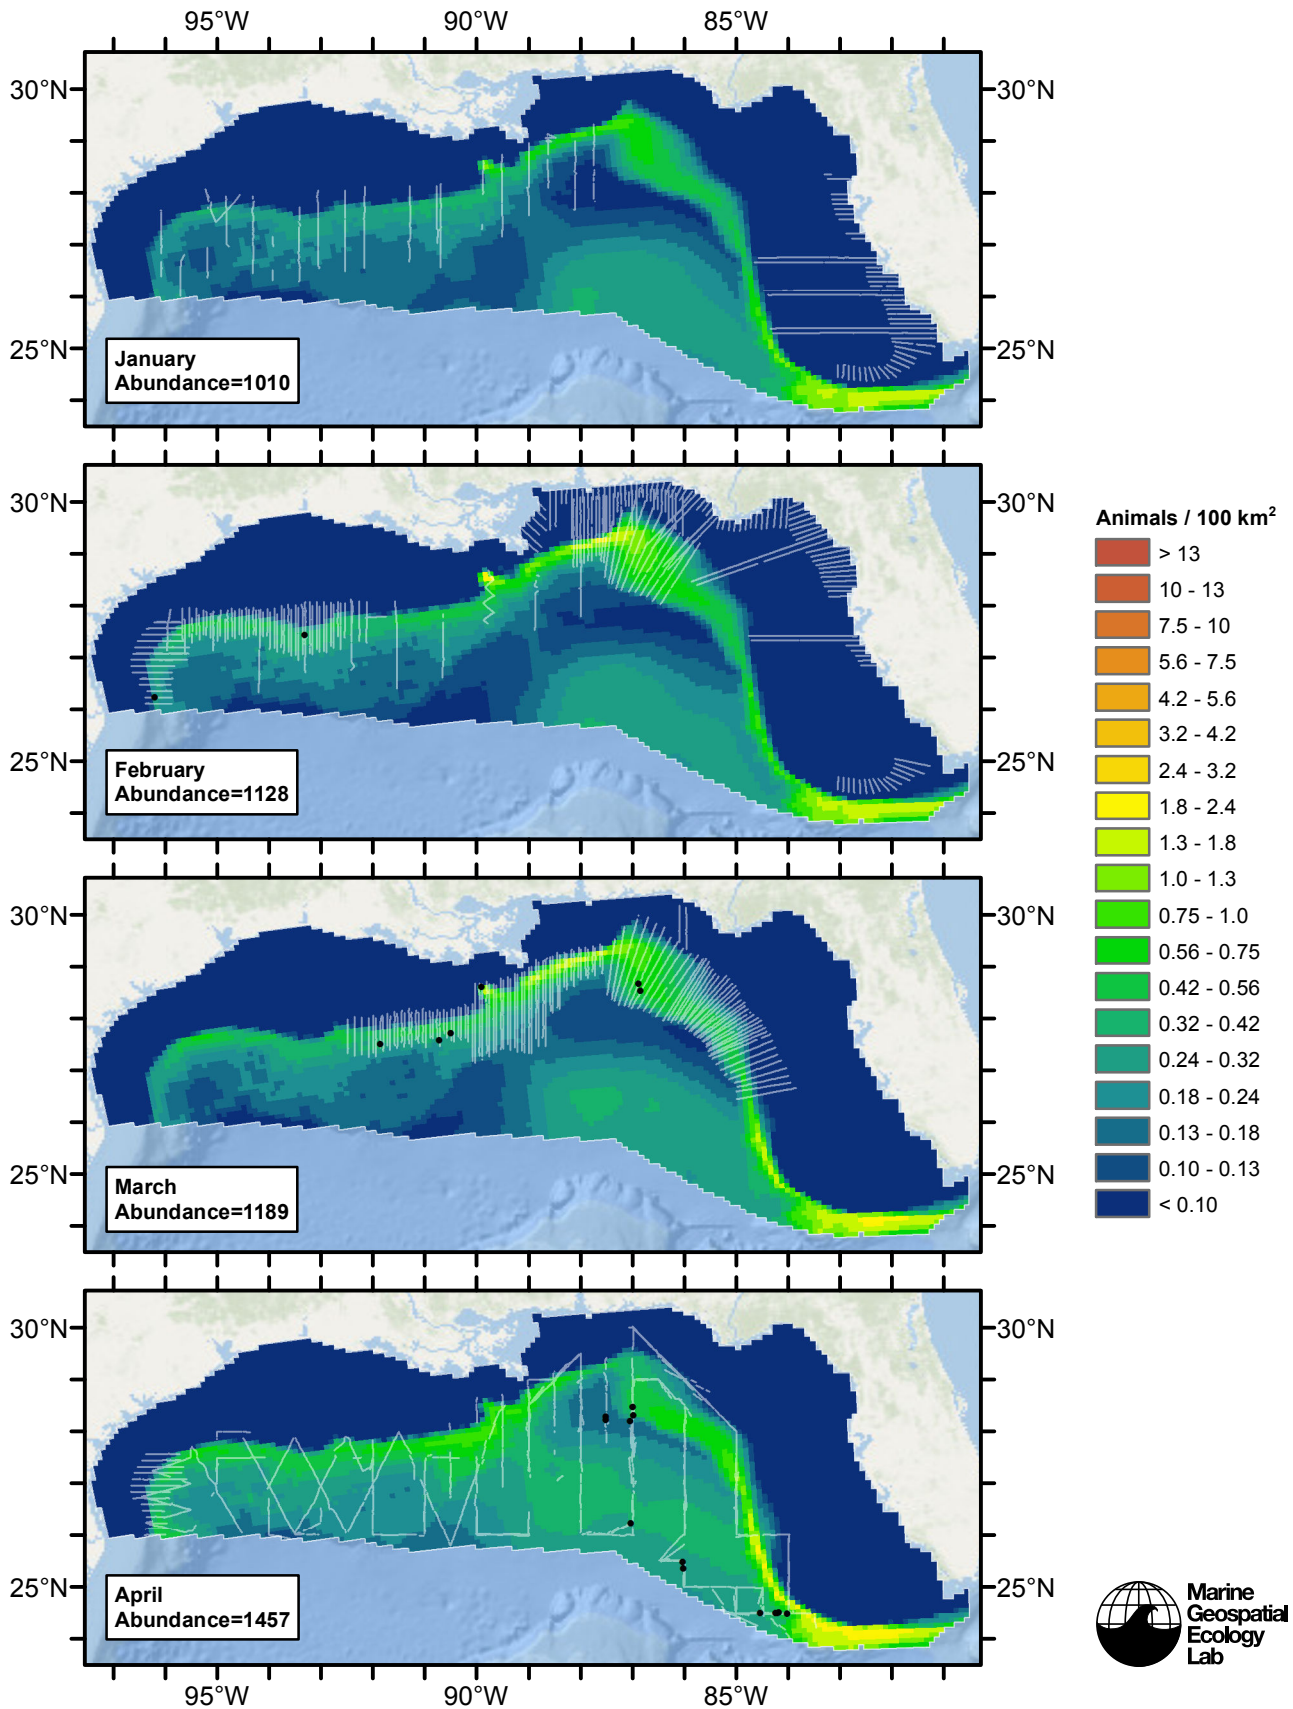 95°W 90°W 85°W
30°N 30°N
25°N 25°N
January
Abundance=1010
30°N 30°N
25°N 25°N
February
Abundance=1128
30°N 30°N
25°N 25°N
March
Abundance=1189
30°N 30°N
25°N 25°N
April
Abundance=1457
95°W 90°W 85°W
Animals / 100 km²
> 13
10 - 13
7.5 - 10
5.6 - 7.5
4.2 - 5.6
3.2 - 4.2
2.4 - 3.2
1.8 - 2.4
1.3 - 1.8
1.0 - 1.3
0.75 - 1.0
0.56 - 0.75
0.42 - 0.56
0.32 - 0.42
0.24 - 0.32
0.18 - 0.24
0.13 - 0.18
0.10 - 0.13
< 0.10
Marine
Geospatial
Ecology
Lab